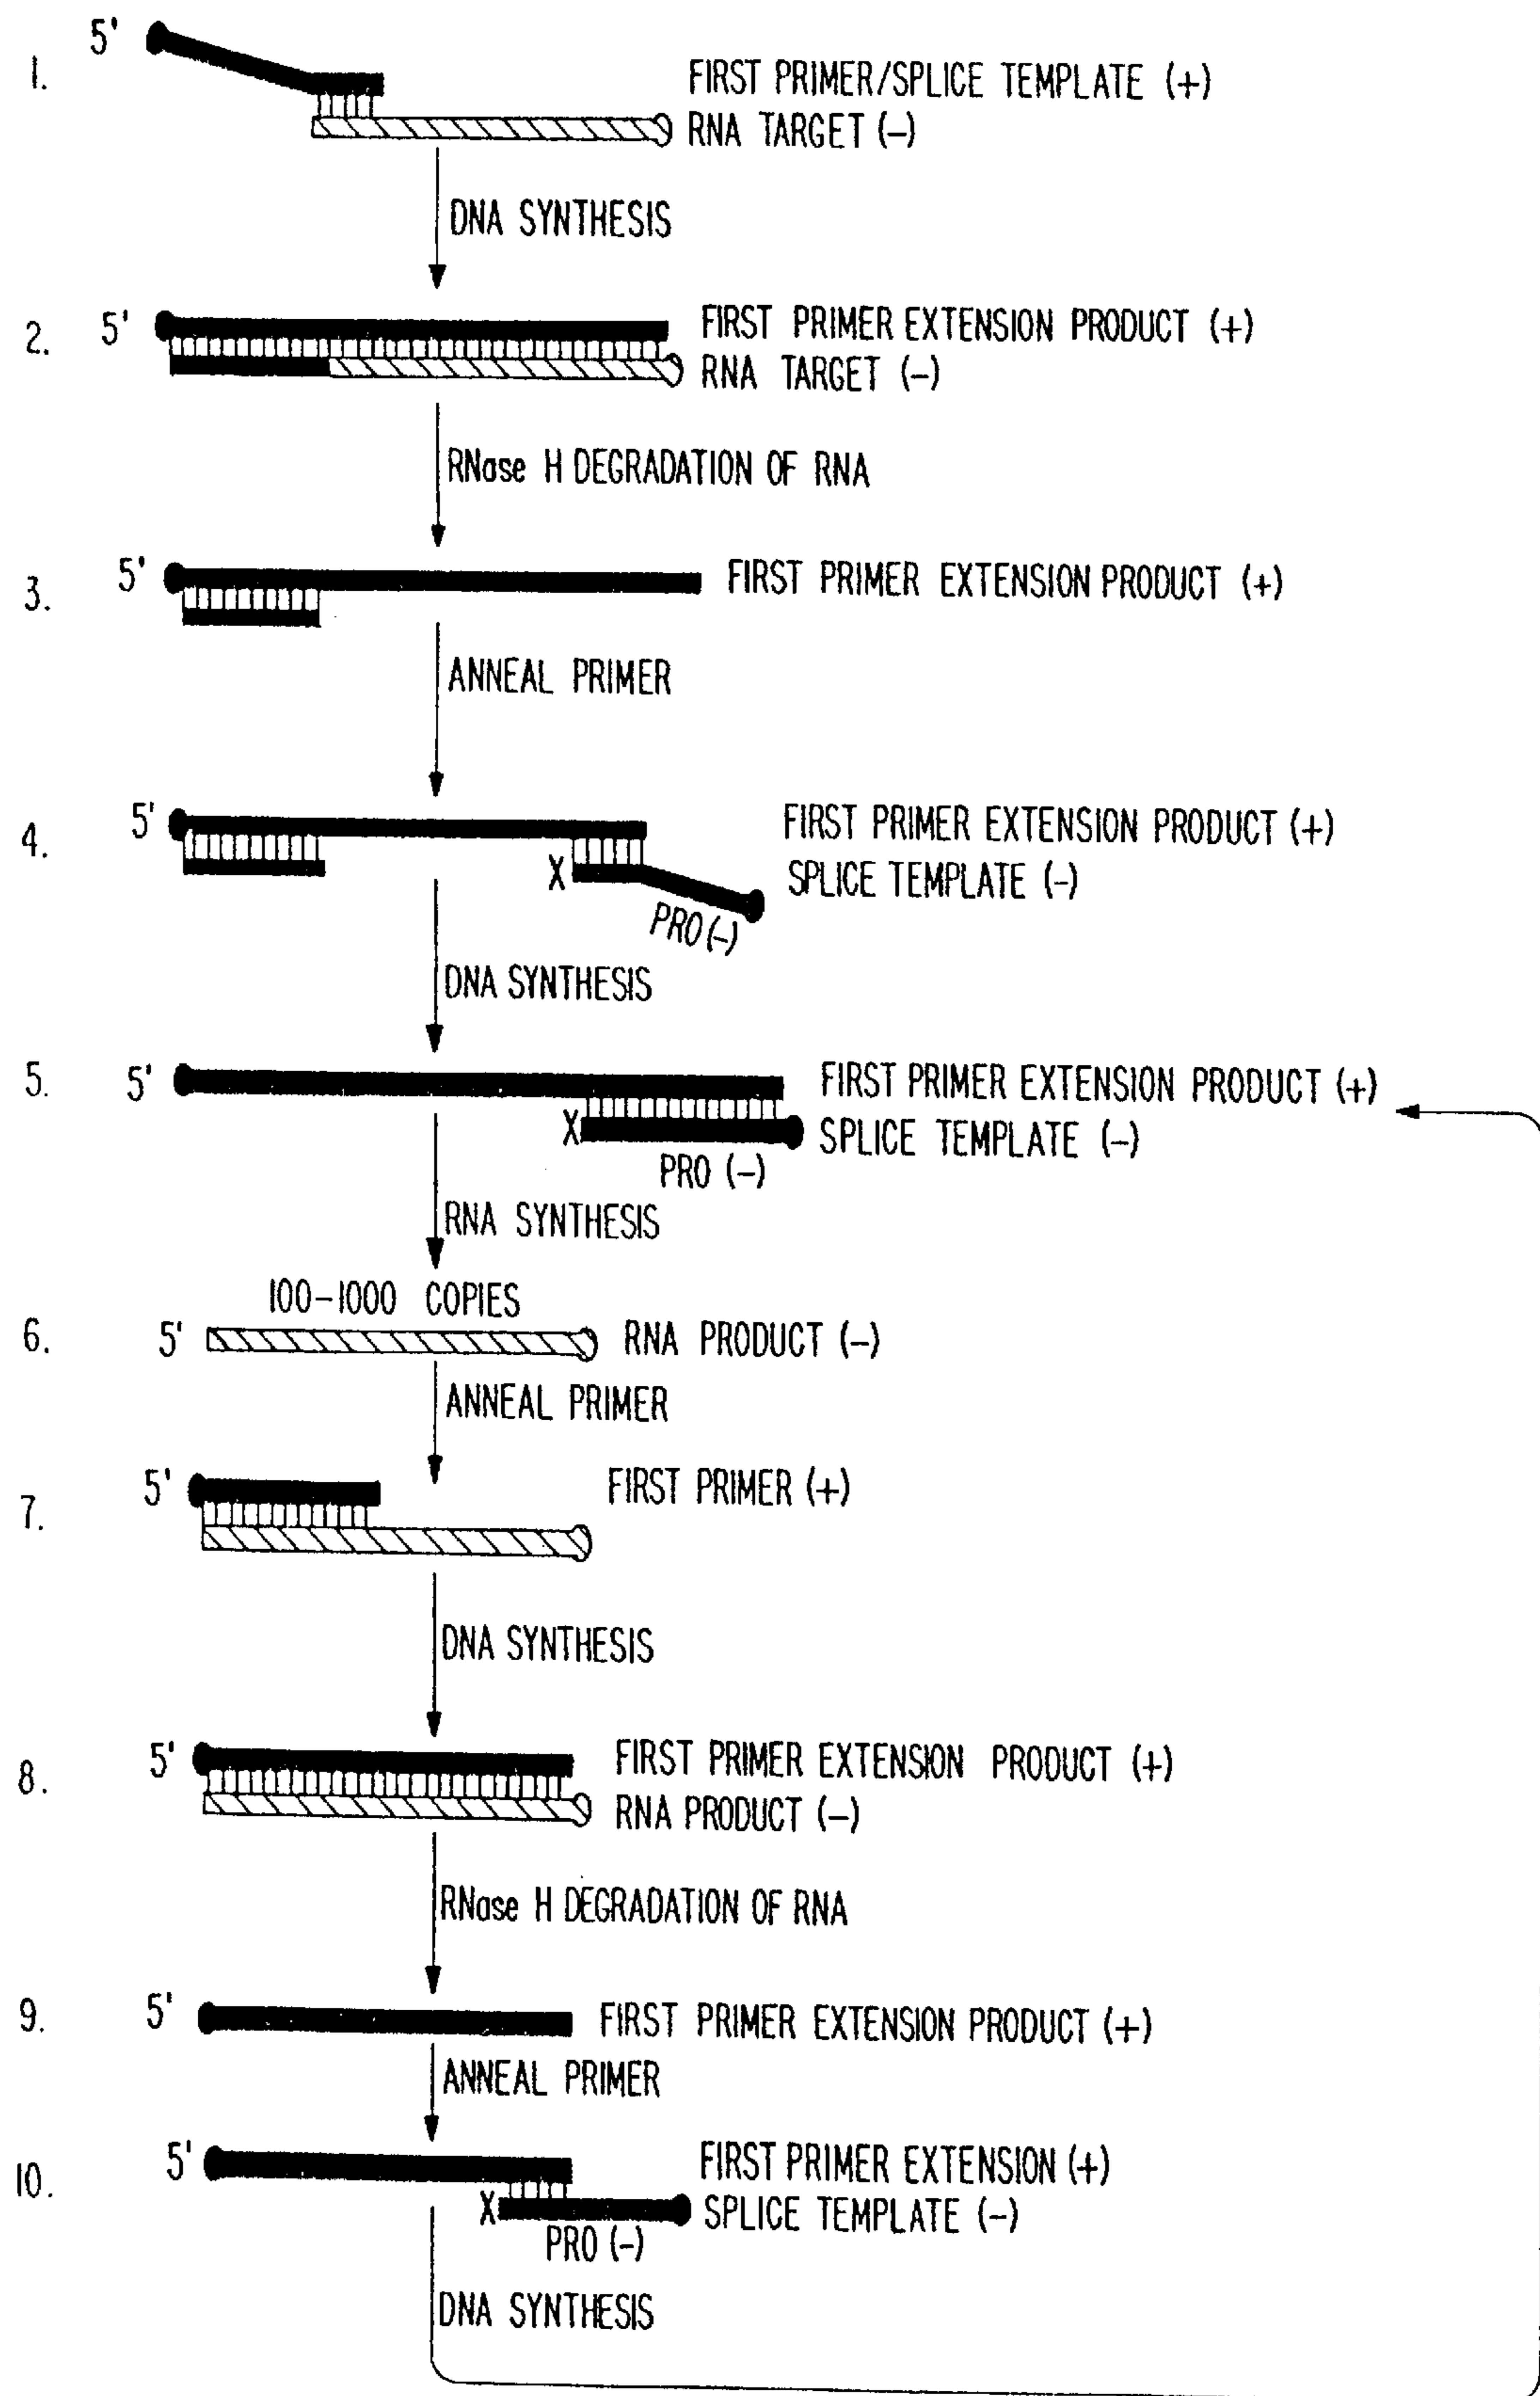 1.
5'
FIRST PRIMER/SPLICE TEMPLATE (+)
RNA TARGET (–)
DNA SYNTHESIS
2.
5'
FIRST PRIMER EXTENSION PRODUCT (+)
RNA TARGET (–)
RNase H DEGRADATION OF RNA
3.
5'
FIRST PRIMER EXTENSION PRODUCT (+)
ANNEAL PRIMER
4.
5'
FIRST PRIMER EXTENSION PRODUCT (+)
X
SPLICE TEMPLATE (–)
PRO (–)
DNA SYNTHESIS
5.
5'
FIRST PRIMER EXTENSION PRODUCT (+)
X
SPLICE TEMPLATE (–)
PRO (–)
RNA SYNTHESIS
100–1000 COPIES
6.
5'
RNA PRODUCT (–)
ANNEAL PRIMER
7.
5'
FIRST PRIMER (+)
DNA SYNTHESIS
8.
5'
FIRST PRIMER EXTENSION PRODUCT (+)
RNA PRODUCT (–)
RNase H DEGRADATION OF RNA
9.
5'
FIRST PRIMER EXTENSION PRODUCT (+)
ANNEAL PRIMER
10.
5'
FIRST PRIMER EXTENSION (+)
X
SPLICE TEMPLATE (–)
PRO (–)
DNA SYNTHESIS